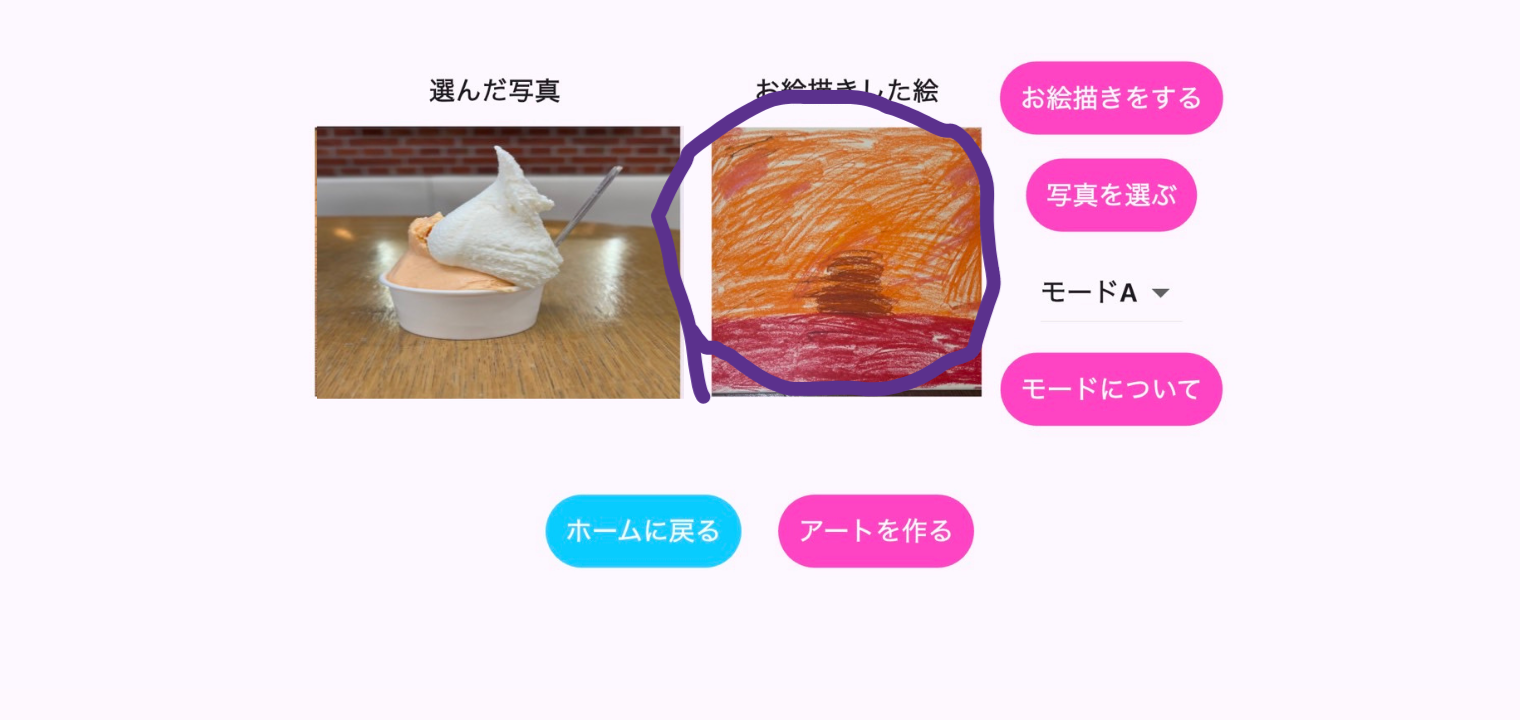 選んだ写真
お絵描きした絵
お絵描きをする
写真を選ぶ
モードA
モードについて
ホームに戻る
アートを作る